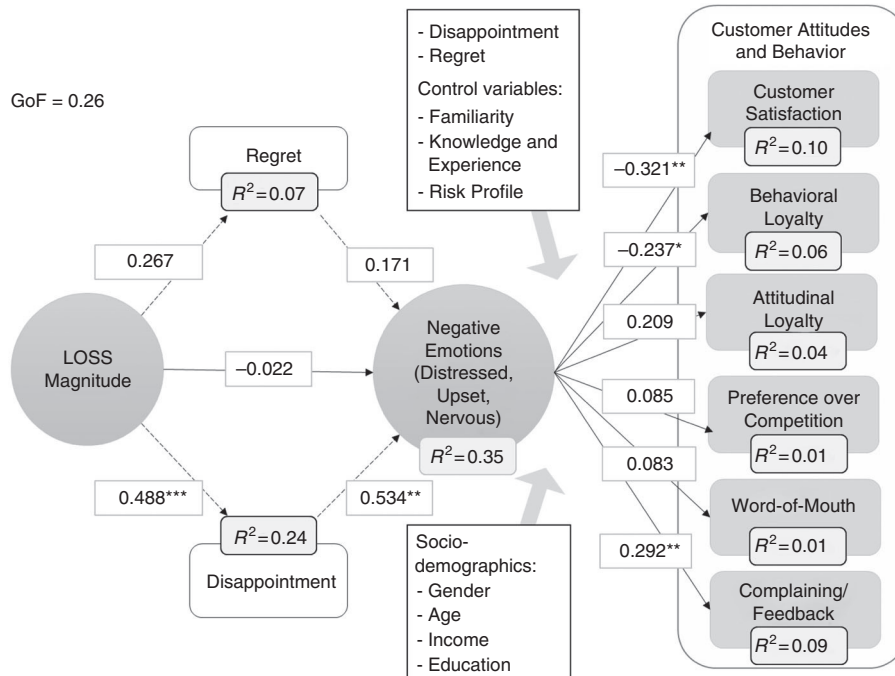 GoF = 0.26
Regret
R² = 0.07
0.267
0.171
LOSS
Magnitude
–0.022
Negative
Emotions
(Distressed,
Upset,
Nervous)
R² = 0.35
0.488***
0.534**
R² = 0.24
Disappointment
- Disappointment
- Regret
Control variables:
- Familiarity
- Knowledge and
Experience
- Risk Profile
Socio-
demographics:
- Gender
- Age
- Income
- Education
–0.321**
–0.237*
0.209
0.085
0.083
0.292**
Customer Attitudes
and Behavior
Customer
Satisfaction
R² = 0.10
Behavioral
Loyalty
R² = 0.06
Attitudinal
Loyalty
R² = 0.04
Preference over
Competition
R² = 0.01
Word-of-Mouth
R² = 0.01
Complaining/
Feedback
R² = 0.09